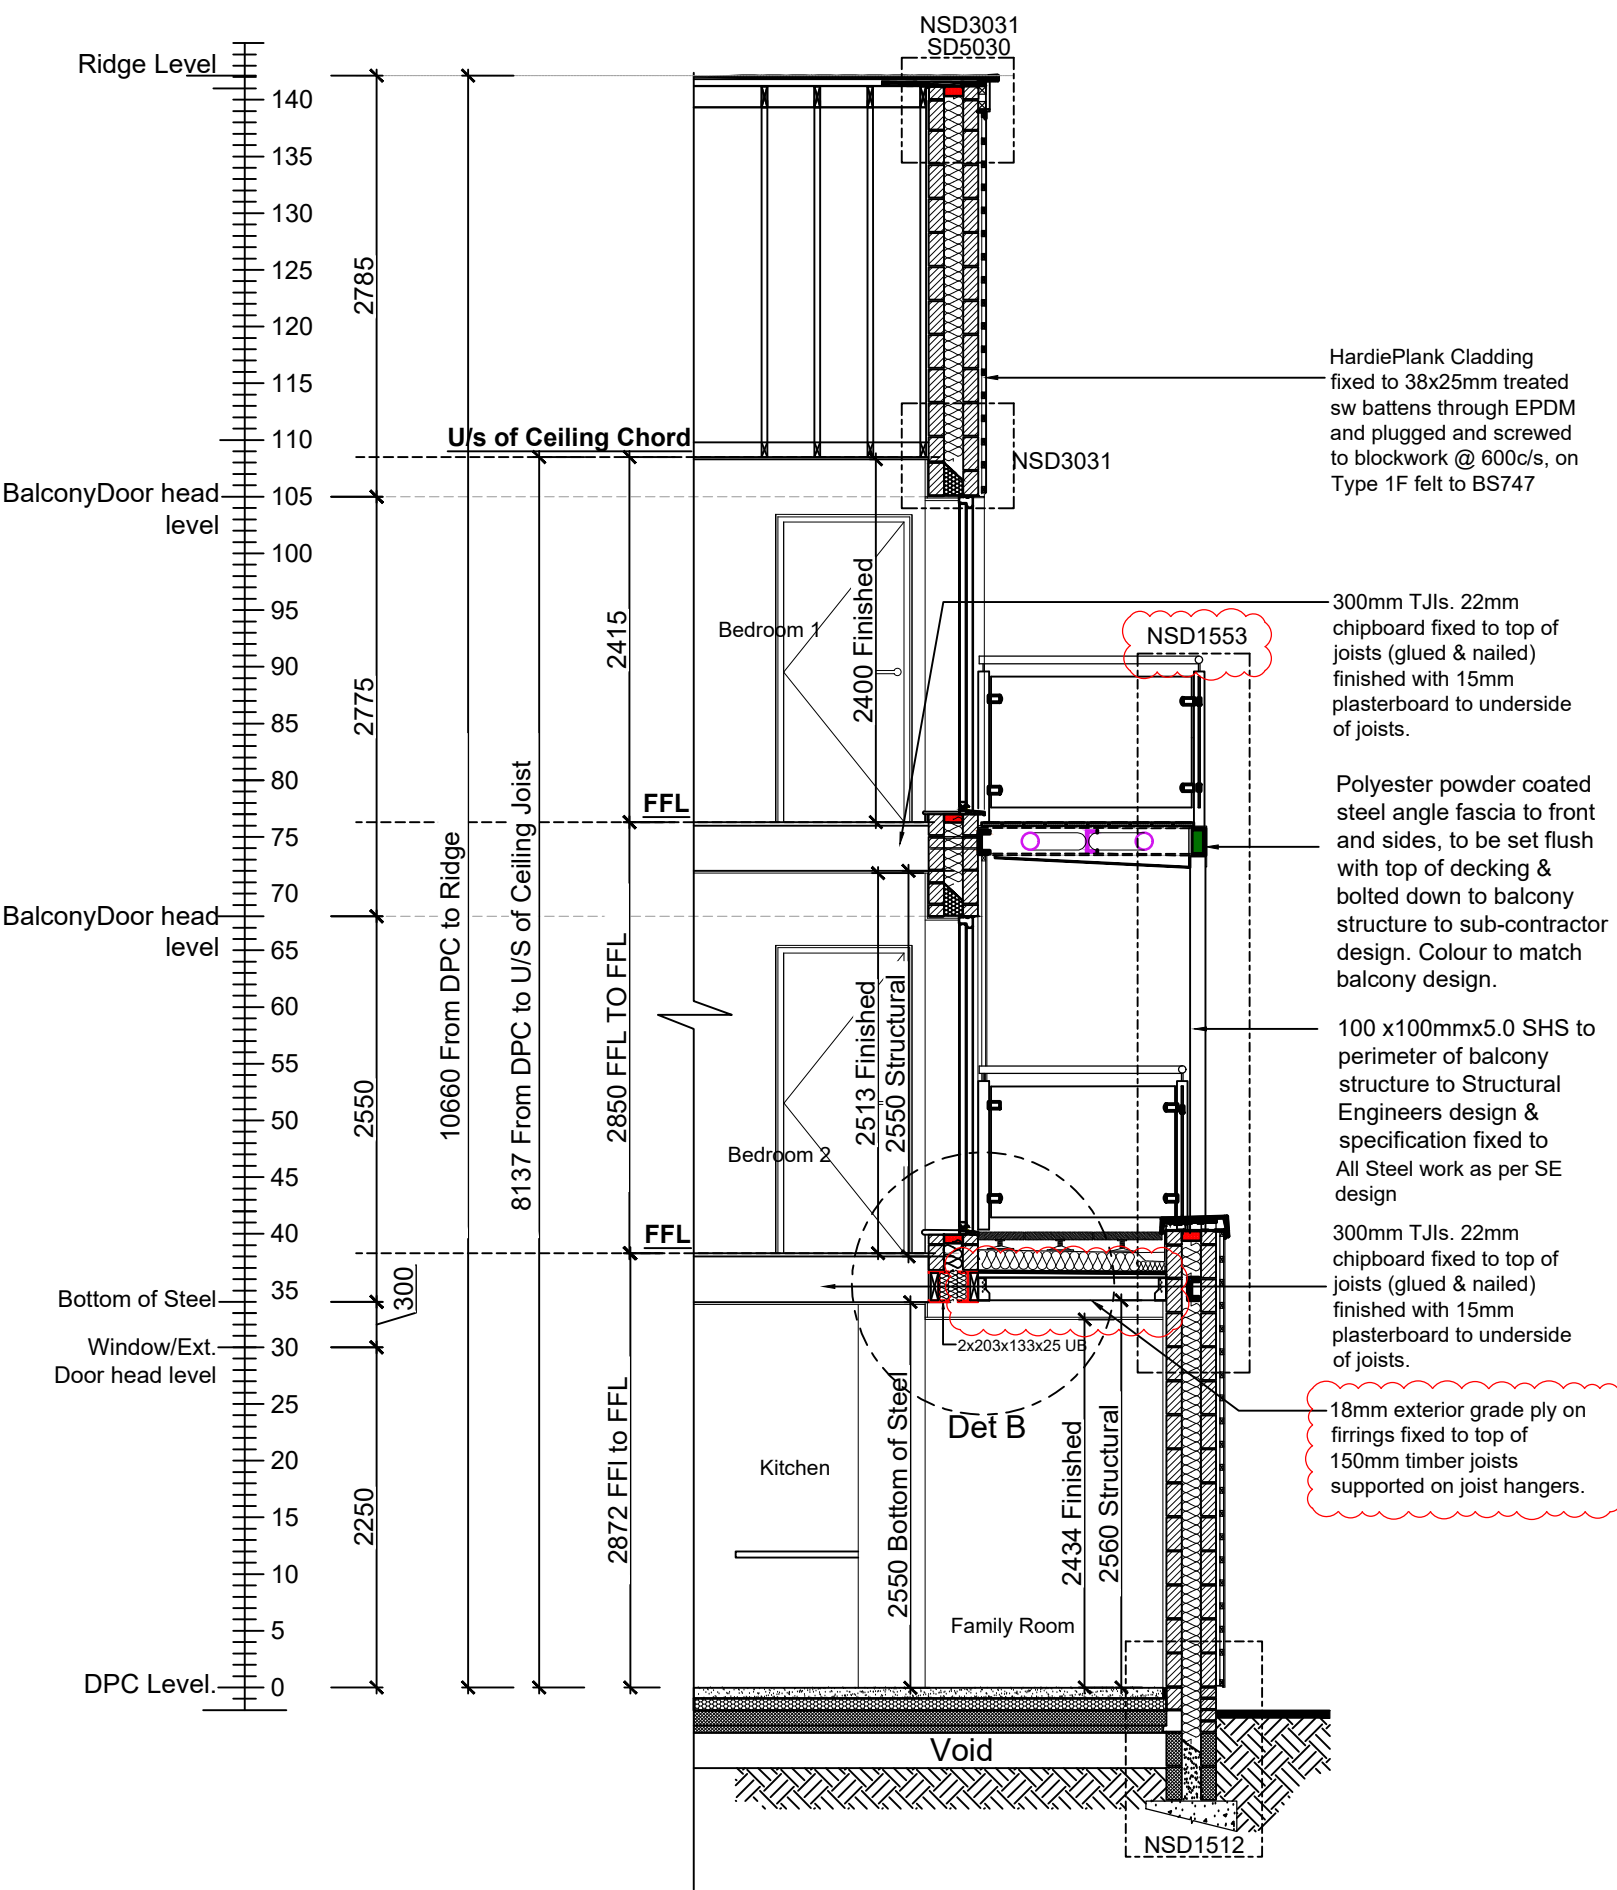 NSD3031
SD5030
Ridge Level
140
135
130
125
120
115
110
105
100
95
90
85
80
75
70
65
60
55
50
45
40
35
30
25
20
15
10
5
0
BalconyDoor head
level
BalconyDoor head
level
Bottom of Steel
Window/Ext.
Door head level
DPC Level.
2785
2775
2550
300
2250
10660 From DPC to Ridge
8137 From DPC to U/S of Ceiling Joist
2415
2850 FFL TO FFL
2872 FFl to FFL
U/s of Ceiling Chord
FFL
FFL
NSD3031
Bedroom 1
2400 Finished
2513 Finished
2550 Structural
Bedroom 2
2x203x133x25 UB
Det B
2550 Bottom of Steel
2434 Finished
2560 Structural
Kitchen
Family Room
Void
NSD1512
NSD1553
HardiePlank Cladding
fixed to 38x25mm treated
sw battens through EPDM
and plugged and screwed
to blockwork @ 600c/s, on
Type 1F felt to BS747
300mm TJIs. 22mm
chipboard fixed to top of
joists (glued & nailed)
finished with 15mm
plasterboard to underside
of joists.
Polyester powder coated
steel angle fascia to front
and sides, to be set flush
with top of decking &
bolted down to balcony
structure to sub-contractor
design. Colour to match
balcony design.
100 x100mmx5.0 SHS to
perimeter of balcony
structure to Structural
Engineers design &
specification fixed to
All Steel work as per SE
design
300mm TJIs. 22mm
chipboard fixed to top of
joists (glued & nailed)
finished with 15mm
plasterboard to underside
of joists.
18mm exterior grade ply on
firrings fixed to top of
150mm timber joists
supported on joist hangers.